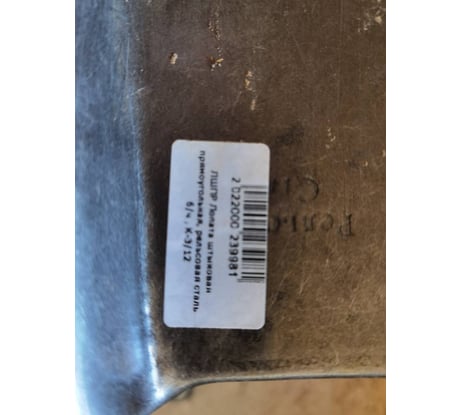 2 022000 239981
ЛШПР Лопата штыковая
прямоугольная, рельсовая сталь
б/ч , К-3/12